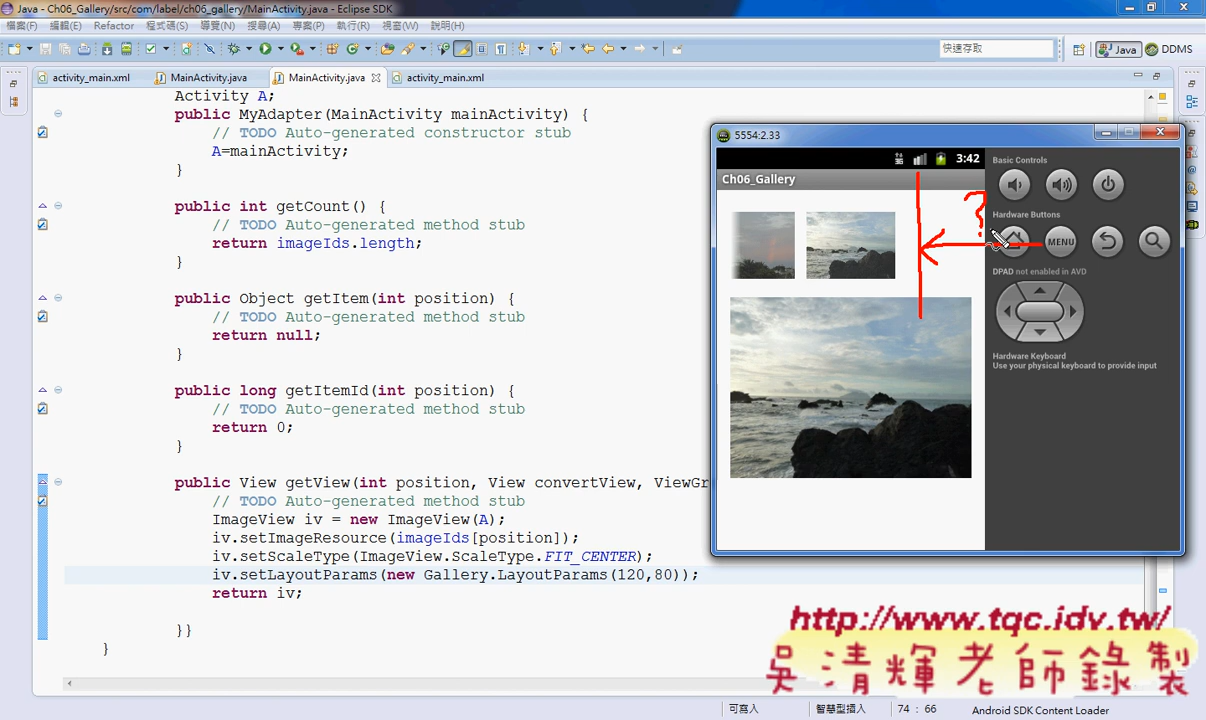 Java - Ch06_Gallery/src/com/label/ch06_gallery/MainActivity.java - Eclipse SDK
檔案(F) 編輯(E) Refactor 程式碼(S) 導覽(N) 搜尋(A) 專案(P) 執行(R) 視窗(W) 說明(H)
快速存取
Java
DDMS
activity_main.xml
MainActivity.java
MainActivity.java
activity_main.xml
Activity A;
public MyAdapter(MainActivity mainActivity) {
// TODO Auto-generated constructor stub
A=mainActivity;
}
public int getCount() {
// TODO Auto-generated method stub
return imageIds.length;
}
public Object getItem(int position) {
// TODO Auto-generated method stub
return null;
}
public long getItemId(int position) {
// TODO Auto-generated method stub
return 0;
}
public View getView(int position, View convertView, ViewGr
// TODO Auto-generated method stub
ImageView iv = new ImageView(A);
iv.setImageResource(imageIds[position]);
iv.setScaleType(ImageView.ScaleType.FIT_CENTER);
iv.setLayoutParams(new Gallery.LayoutParams(120,80));
return iv;
}}
}
5554:2.33
3G
3:42
Ch06_Gallery
?
Basic Controls
Hardware Buttons
MENU
DPAD not enabled in AVD
Hardware Keyboard
Use your physical keyboard to provide input
http://www.tqc.idv.tw/
吳清輝老師錄製
可寫入
智慧型插入
74 : 66
Android SDK Content Loader